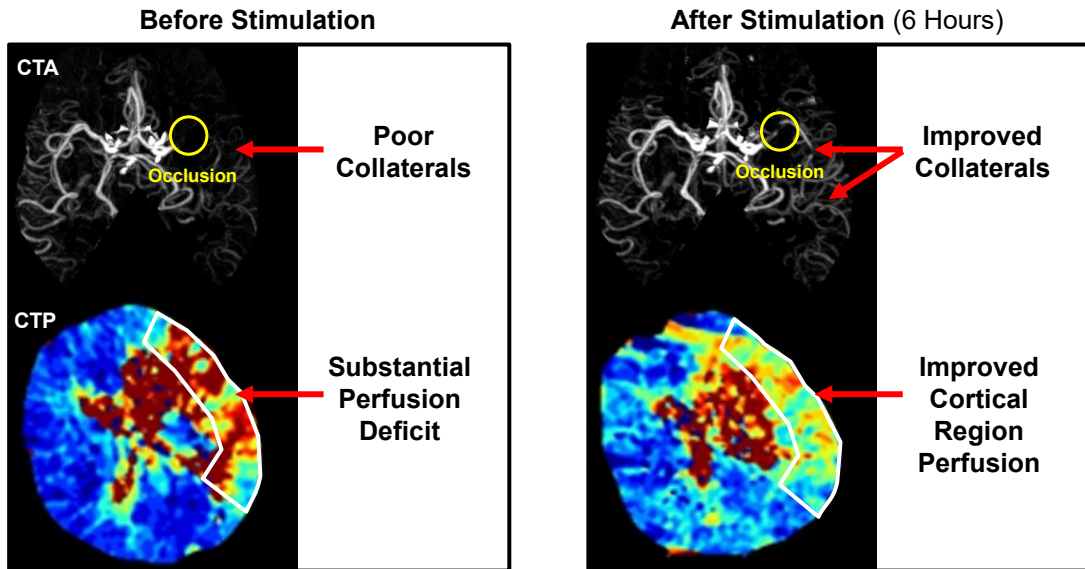 Before Stimulation
CTA
Occlusion
Poor
Collaterals
CTP
Substantial
Perfusion
Deficit
After Stimulation (6 Hours)
Occlusion
Improved
Collaterals
Improved
Cortical
Region
Perfusion